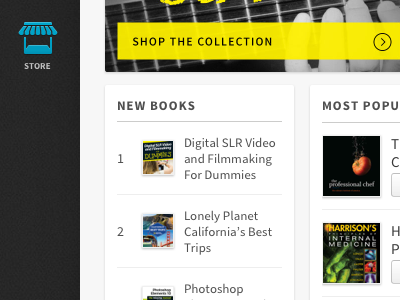 SHOP THE COLLECTION
STORE
NEW BOOKS
1
Digital SLR Video
and Filmmaking
For Dummies
2
Lonely Planet
California's Best
Trips
Photoshop
MOST POPU
professional chef
HARRISON'S
INTERNAL
MEDICINE
DUMMIES